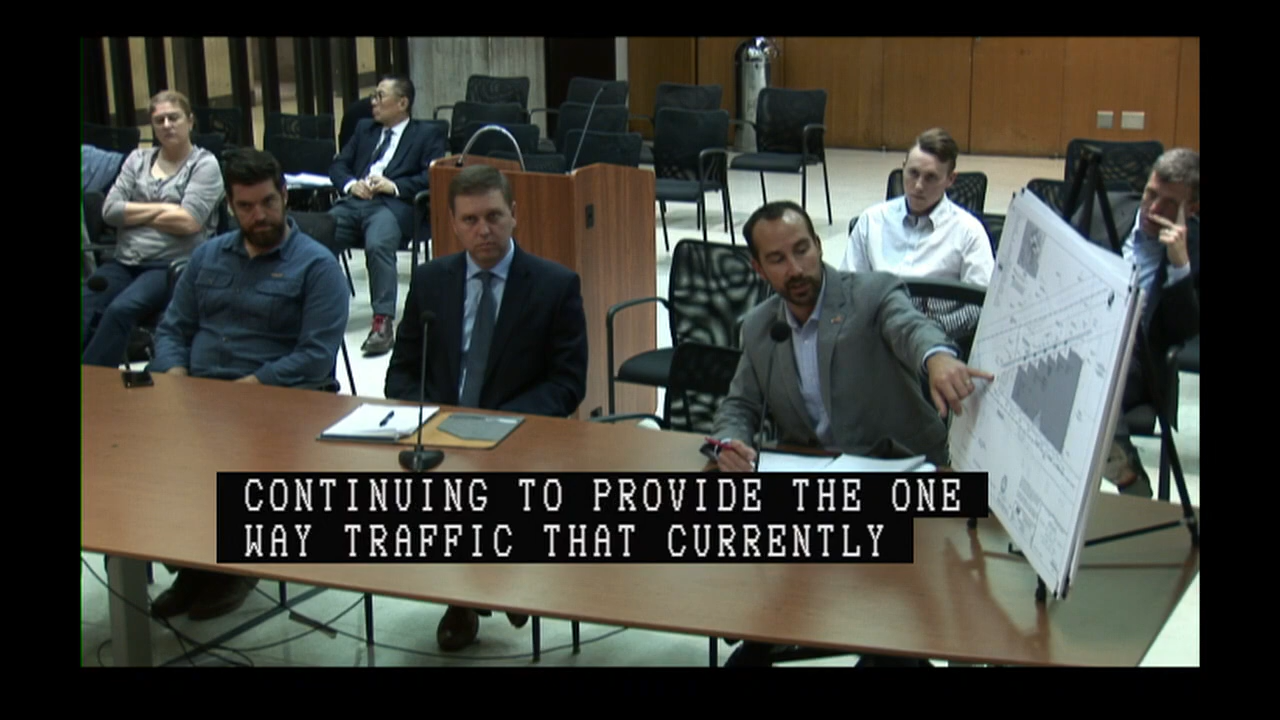 CONTINUING TO PROVIDE THE ONE
WAY TRAFFIC THAT CURRENTLY